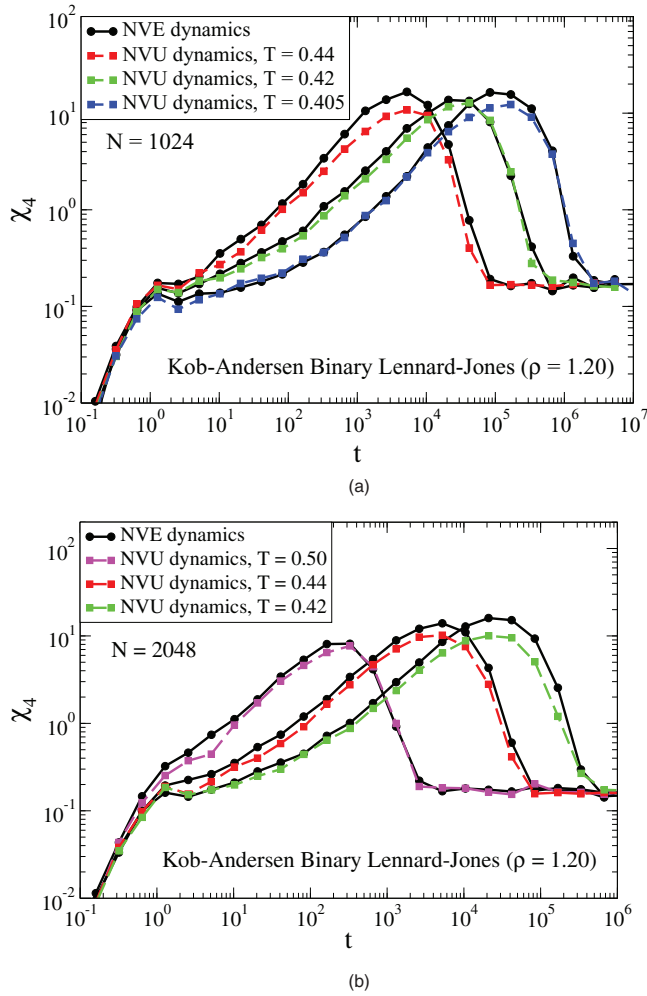 NVE dynamics
NVU dynamics, T = 0.44
NVU dynamics, T = 0.42
NVU dynamics, T = 0.405
N = 1024
10^2
10^1
10^0
10^-1
10^-2
χ4
Kob-Andersen Binary Lennard-Jones (ρ = 1.20)
10^-1 10^0 10^1 10^2 10^3 10^4 10^5 10^6 10^7
t
(a)
NVE dynamics
NVU dynamics, T = 0.50
NVU dynamics, T = 0.44
NVU dynamics, T = 0.42
N = 2048
10^2
10^1
10^0
10^-1
10^-2
χ4
Kob-Andersen Binary Lennard-Jones (ρ = 1.20)
10^-1 10^0 10^1 10^2 10^3 10^4 10^5 10^6
t
(b)